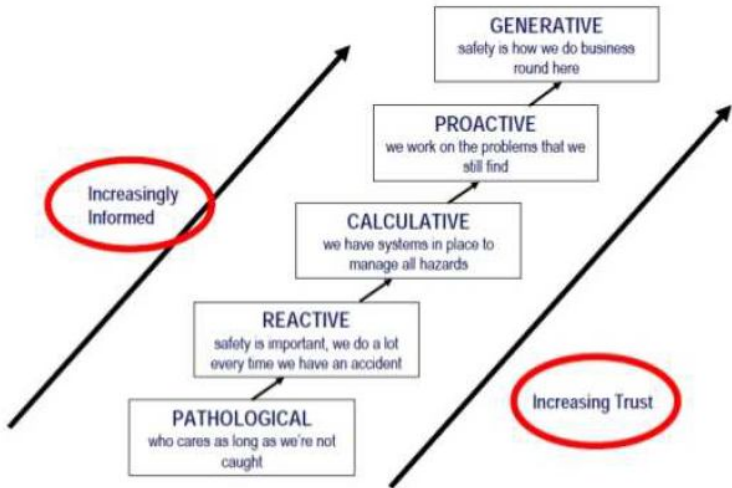 GENERATIVE
safety is how we do business
round here
PROACTIVE
we work on the problems that we
still find
Increasingly
Informed
CALCULATIVE
we have systems in place to
manage all hazards
REACTIVE
safety is important, we do a lot
every time we have an accident
Increasing Trust
PATHOLOGICAL
who cares as long as we're not
caught